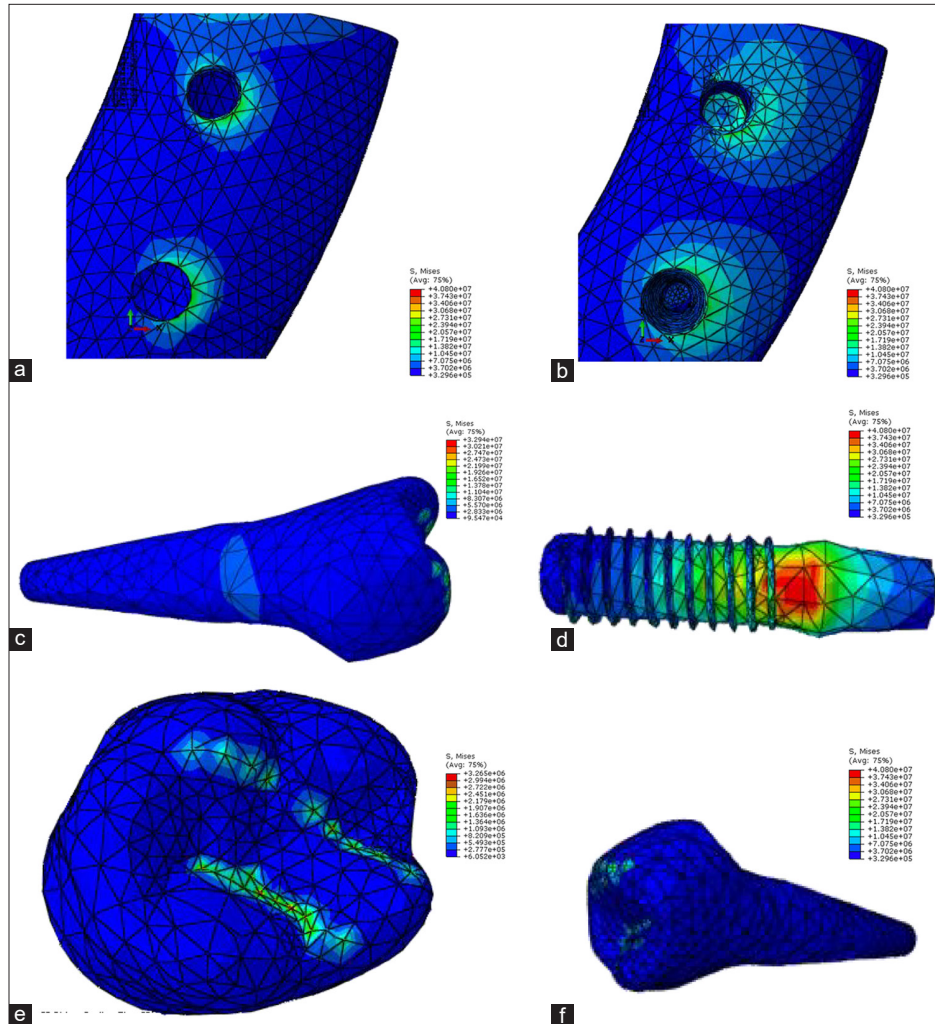 S, Mises
(Avg: 75%)
+4.080e+07
+3.743e+07
+3.406e+07
+3.068e+07
+2.731e+07
+2.394e+07
+2.057e+07
+1.719e+07
+1.382e+07
+1.045e+07
+7.075e+06
+3.702e+06
+3.296e+05
X
a
S, Mises
(Avg: 75%)
+4.080e+07
+3.743e+07
+3.406e+07
+3.068e+07
+2.731e+07
+2.394e+07
+2.057e+07
+1.719e+07
+1.382e+07
+1.045e+07
+7.075e+06
+3.702e+06
+3.296e+05
Z X
b
S, Mises
(Avg: 75%)
+3.294e+07
+3.021e+07
+2.747e+07
+2.473e+07
+2.199e+07
+1.926e+07
+1.652e+07
+1.378e+07
+1.104e+07
+8.307e+06
+5.570e+06
+2.833e+06
+9.547e+04
c
S, Mises
(Avg: 75%)
+4.080e+07
+3.743e+07
+3.406e+07
+3.068e+07
+2.731e+07
+2.394e+07
+2.057e+07
+1.719e+07
+1.382e+07
+1.045e+07
+7.075e+06
+3.702e+06
+3.296e+05
d
S, Mises
(Avg: 75%)
+3.265e+06
+2.994e+06
+2.722e+06
+2.451e+06
+2.179e+06
+1.907e+06
+1.636e+06
+1.364e+06
+1.093e+06
+8.209e+05
+5.493e+05
+2.777e+05
+6.052e+03
e
S, Mises
(Avg: 75%)
+4.080e+07
+3.743e+07
+3.406e+07
+3.068e+07
+2.731e+07
+2.394e+07
+2.057e+07
+1.719e+07
+1.382e+07
+1.045e+07
+7.075e+06
+3.702e+06
+3.296e+05
f